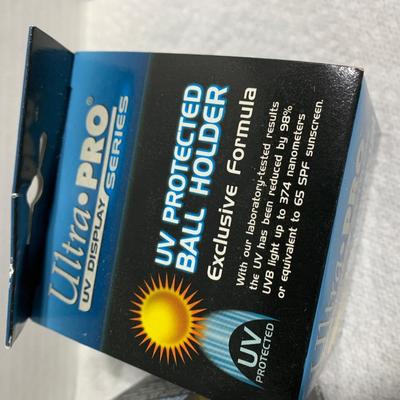 Ultra•PRO®
UV DISPLAY SERIES
UV PROTECTED
BALL HOLDER
Exclusive Formula
With our laboratory-tested results
the UV has been reduced by 98%
UVB light up to 374 nanometers
or equivalent to 65 SPF sunscreen.
UV
PROTECTED
Ultra